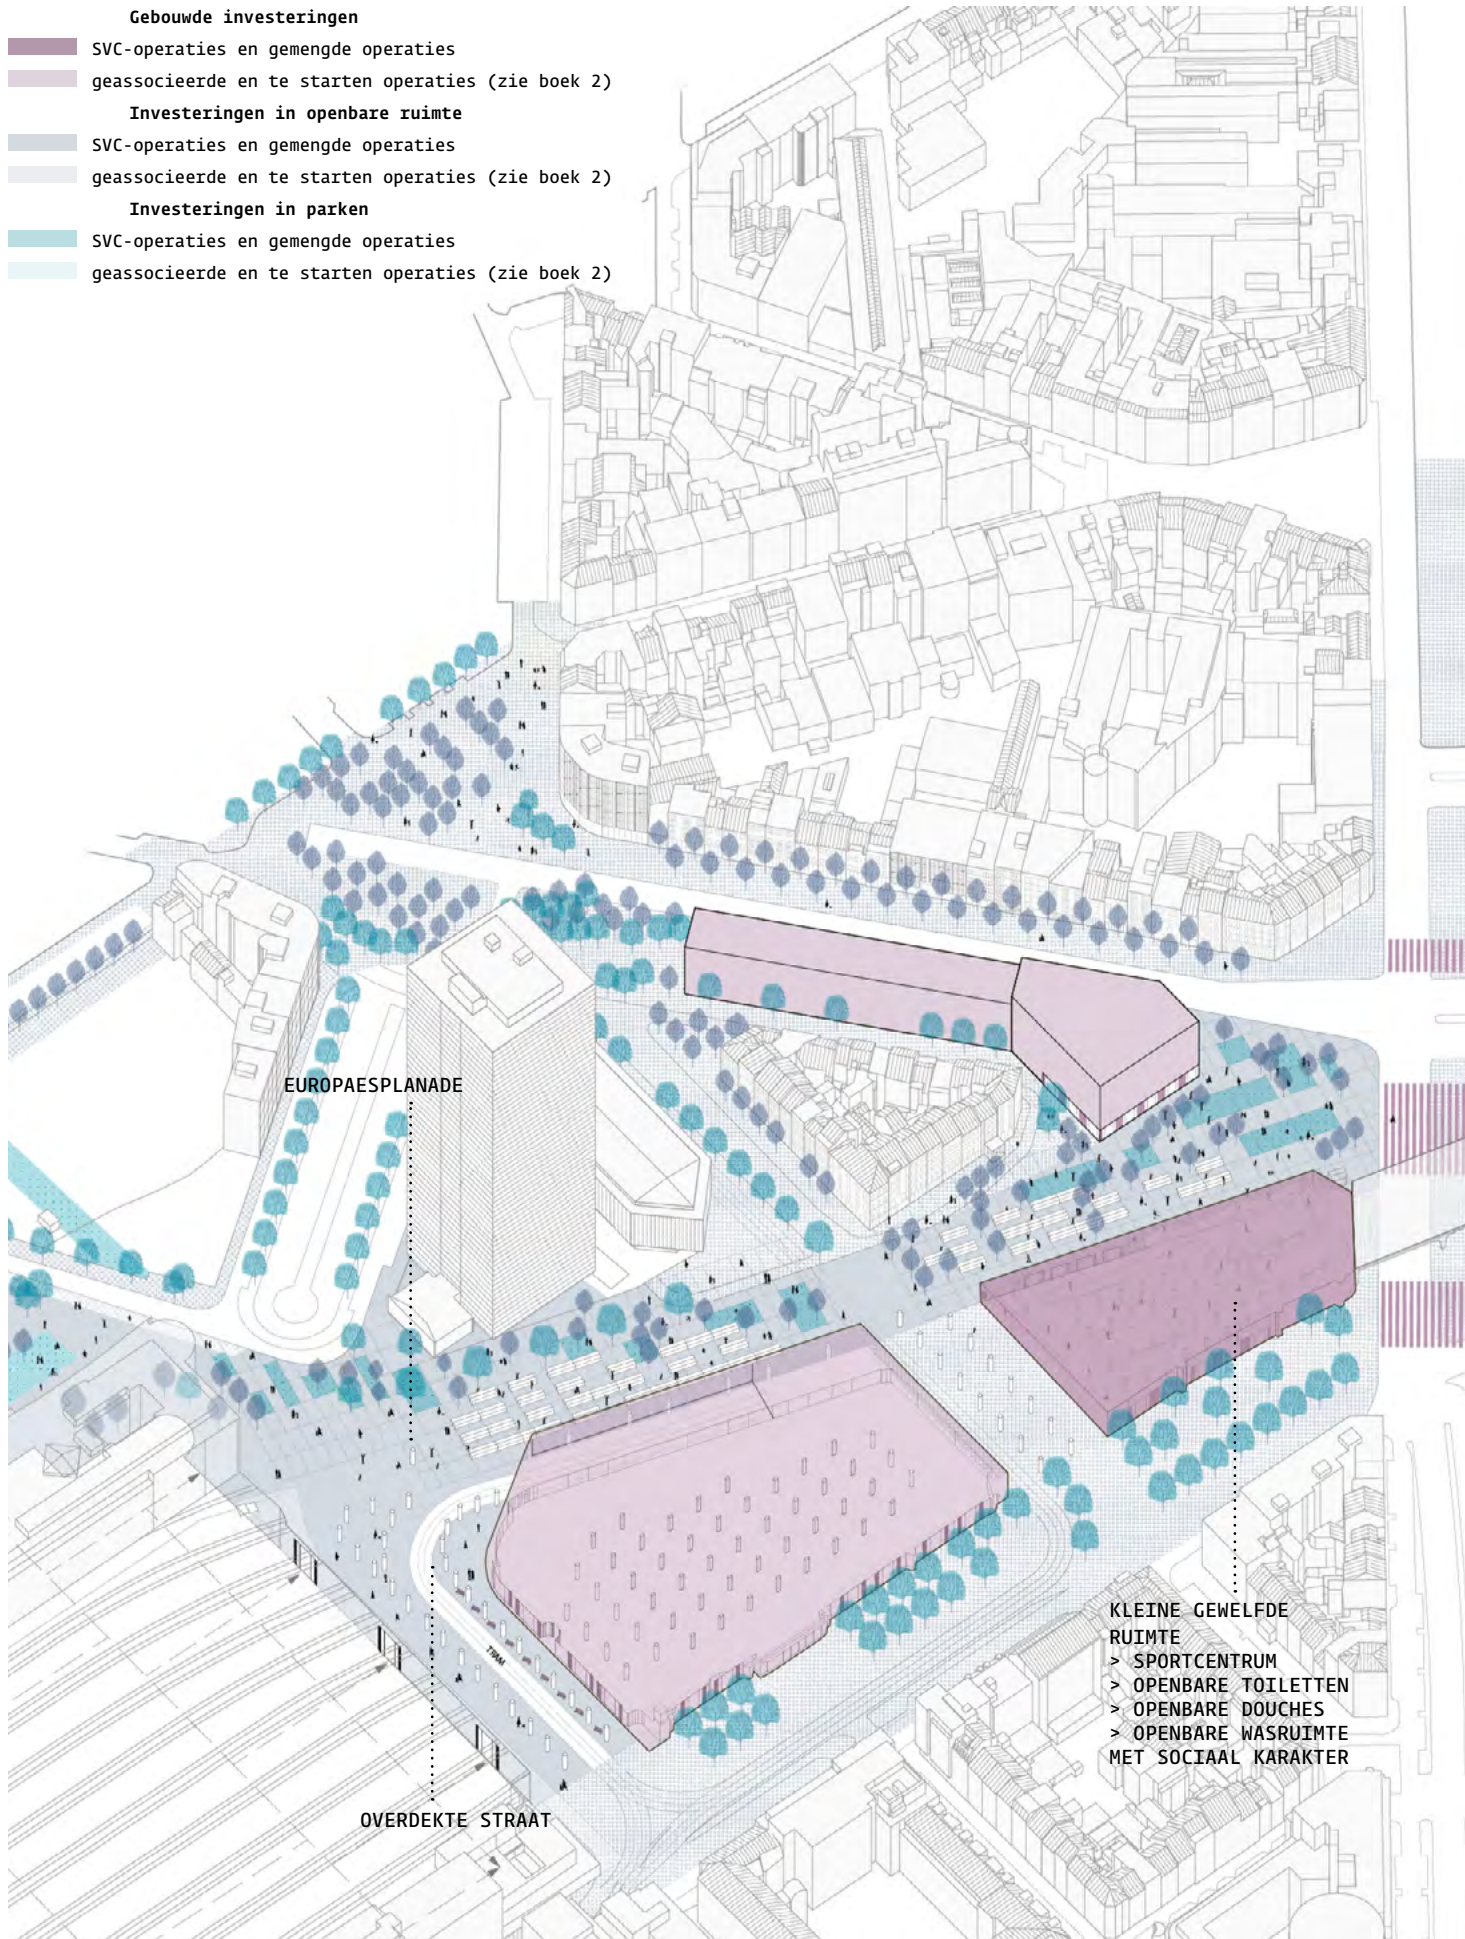 Gebouwde investeringen
SVC-operaties en gemengde operaties
geassocieerde en te starten operaties (zie boek 2)
Investeringen in openbare ruimte
SVC-operaties en gemengde operaties
geassocieerde en te starten operaties (zie boek 2)
Investeringen in parken
SVC-operaties en gemengde operaties
geassocieerde en te starten operaties (zie boek 2)
EUROPAESPLANADE
TRAM
KLEINE GEWELFDE
RUIMTE
> SPORTCENTRUM
> OPENBARE TOILETTEN
> OPENBARE DOUCHES
> OPENBARE WASRUIMTE
MET SOCIAAL KARAKTER
OVERDEKTE STRAAT